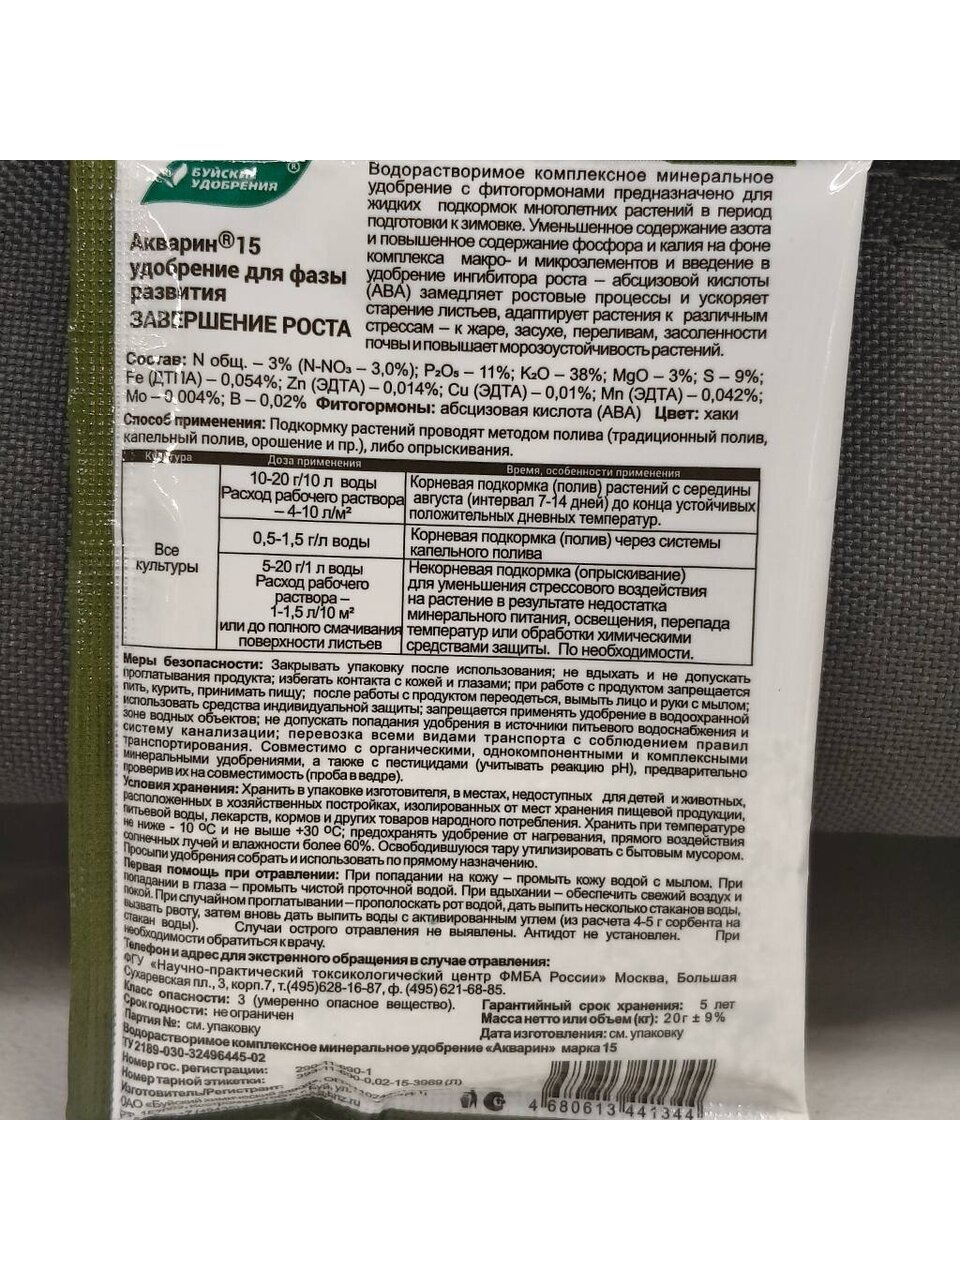 БУЙСКИЕ
УДОБРЕНИЯ
®
Акварин®15
удобрение для фазы
развития
ЗАВЕРШЕНИЕ РОСТА
Водорастворимое комплексное минеральное
удобрение с фитогормонами предназначено для
жидких подкормок многолетних растений в период
подготовки к зимовке. Уменьшенное содержание азота
и повышенное содержание фосфора и калия на фоне
комплекса макро- и микроэлементов и введение в
удобрение ингибитора роста – абсцизовой кислоты
(АВА) замедляет ростовые процессы и ускоряет
старение листьев, адаптирует растения к различным
стрессам – к жаре, засухе, переливам, засоленности
почвы и повышает морозоустойчивость растений.
Состав: N общ. – 3% (N-NO₃ – 3,0%); P₂O₅ – 11%; K₂O – 38%; MgO – 3%; S – 9%;
Fe (ДТПА) – 0,054%; Zn (ЭДТА) – 0,014%; Cu (ЭДТА) – 0,01%; Mn (ЭДТА) – 0,042%;
Mo – 0,004%; B – 0,02% Фитогормоны: абсцизовая кислота (АВА) Цвет: хаки
Способ применения: Подкормку растений проводят методом полива (традиционный полив,
капельный полив, орошение и пр.), либо опрыскивания.
Культура Доза применения Время, особенности применения
Все
культуры
10-20 г/10 л воды
Расход рабочего раствора
– 4-10 л/м²
Корневая подкормка (полив) растений с середины
августа (интервал 7-14 дней) до конца устойчивых
положительных дневных температур.
0,5-1,5 г/л воды
Корневая подкормка (полив) через системы
капельного полива
5-20 г/1 л воды
Расход рабочего
раствора –
1-1,5 л/10 м²
или до полного смачивания
поверхности листьев
Некорневая подкормка (опрыскивание)
для уменьшения стрессового воздействия
на растение в результате недостатка
минерального питания, освещения, перепада
температур или обработки химическими
средствами защиты. По необходимости.
Меры безопасности: Закрывать упаковку после использования; не вдыхать и не допускать
проглатывания продукта; избегать контакта с кожей и глазами; при работе с продуктом запрещается
пить, курить, принимать пищу; после работы с продуктом переодеться, вымыть лицо и руки с мылом;
использовать средства индивидуальной защиты; запрещается применять удобрение в водоохранной
зоне водных объектов; не допускать попадания удобрения в источники питьевого водоснабжения и
систему канализации; перевозка всеми видами транспорта с соблюдением правил
транспортирования. Совместимо с органическими, однокомпонентными и комплексными
минеральными удобрениями, а также с пестицидами (учитывать реакцию pH), предварительно
проверив их на совместимость (проба в ведре).
Условия хранения: Хранить в упаковке изготовителя, в местах, недоступных для детей и животных,
расположенных в хозяйственных постройках, изолированных от мест хранения пищевой продукции,
питьевой воды, лекарств, кормов и других товаров народного потребления. Хранить при температуре
не ниже - 10 ºС и не выше +30 ºС; предохранять удобрение от нагревания, прямого воздействия
солнечных лучей и влажности более 60%. Освободившуюся тару утилизировать с бытовым мусором.
Просыпи удобрения собрать и использовать по прямому назначению.
Первая помощь при отравлении: При попадании на кожу – промыть кожу водой с мылом. При
попадании в глаза – промыть чистой проточной водой. При вдыхании – обеспечить свежий воздух и
покой. При случайном проглатывании – прополоскать рот водой, дать выпить несколько стаканов воды,
вызвать рвоту, затем вновь дать выпить воды с активированным углем (из расчета 4-5 г сорбента на
стакан воды). Случаи острого отравления не выявлены. Антидот не установлен. При
необходимости обратиться к врачу.
Телефон и адрес для экстренного обращения в случае отравления:
ФГУ «Научно-практический токсикологический центр ФМБА России» Москва, Большая
Сухаревская пл., 3, корп.7, т.(495)628-16-87, ф. (495) 621-68-85.
Класс опасности: 3 (умеренно опасное вещество).
Срок годности: не ограничен
Партия №: см. упаковку
Гарантийный срок хранения: 5 лет
Масса нетто или объем (кг): 20г ± 9%
Дата изготовления: см. упаковку
Водорастворимое комплексное минеральное удобрение «Акварин» марка 15
ТУ 2189-030-32496445-02
Номер гос. регистрации:
Номер тарной этикетки:
Изготовитель/Регистрант:
ОАО «Буйский химический
4 680613 441344